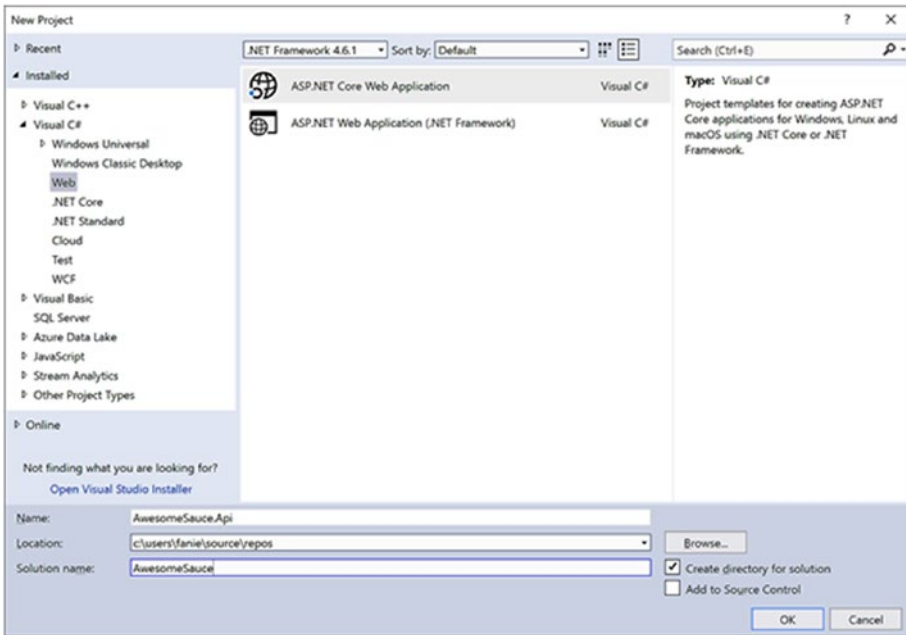 New Project
?
Recent
Installed
Visual C++
Visual C#
Windows Universal
Windows Classic Desktop
Web
.NET Core
.NET Standard
Cloud
Test
WCF
Visual Basic
SQL Server
Azure Data Lake
JavaScript
Stream Analytics
Other Project Types
Online
Not finding what you are looking for?
Open Visual Studio Installer
.NET Framework 4.6.1 Sort by: Default
ASP.NET Core Web Application Visual C#
ASP.NET Web Application (.NET Framework) Visual C#
Search (Ctrl+E)
Type: Visual C#
Project templates for creating ASP.NET
Core applications for Windows, Linux and
macOS using .NET Core or .NET
Framework.
Name: AwesomeSauce.Api
Location: c:\users\fanie\source\repos
Browse...
Solution name: AwesomeSauce
Create directory for solution
Add to Source Control
OK Cancel